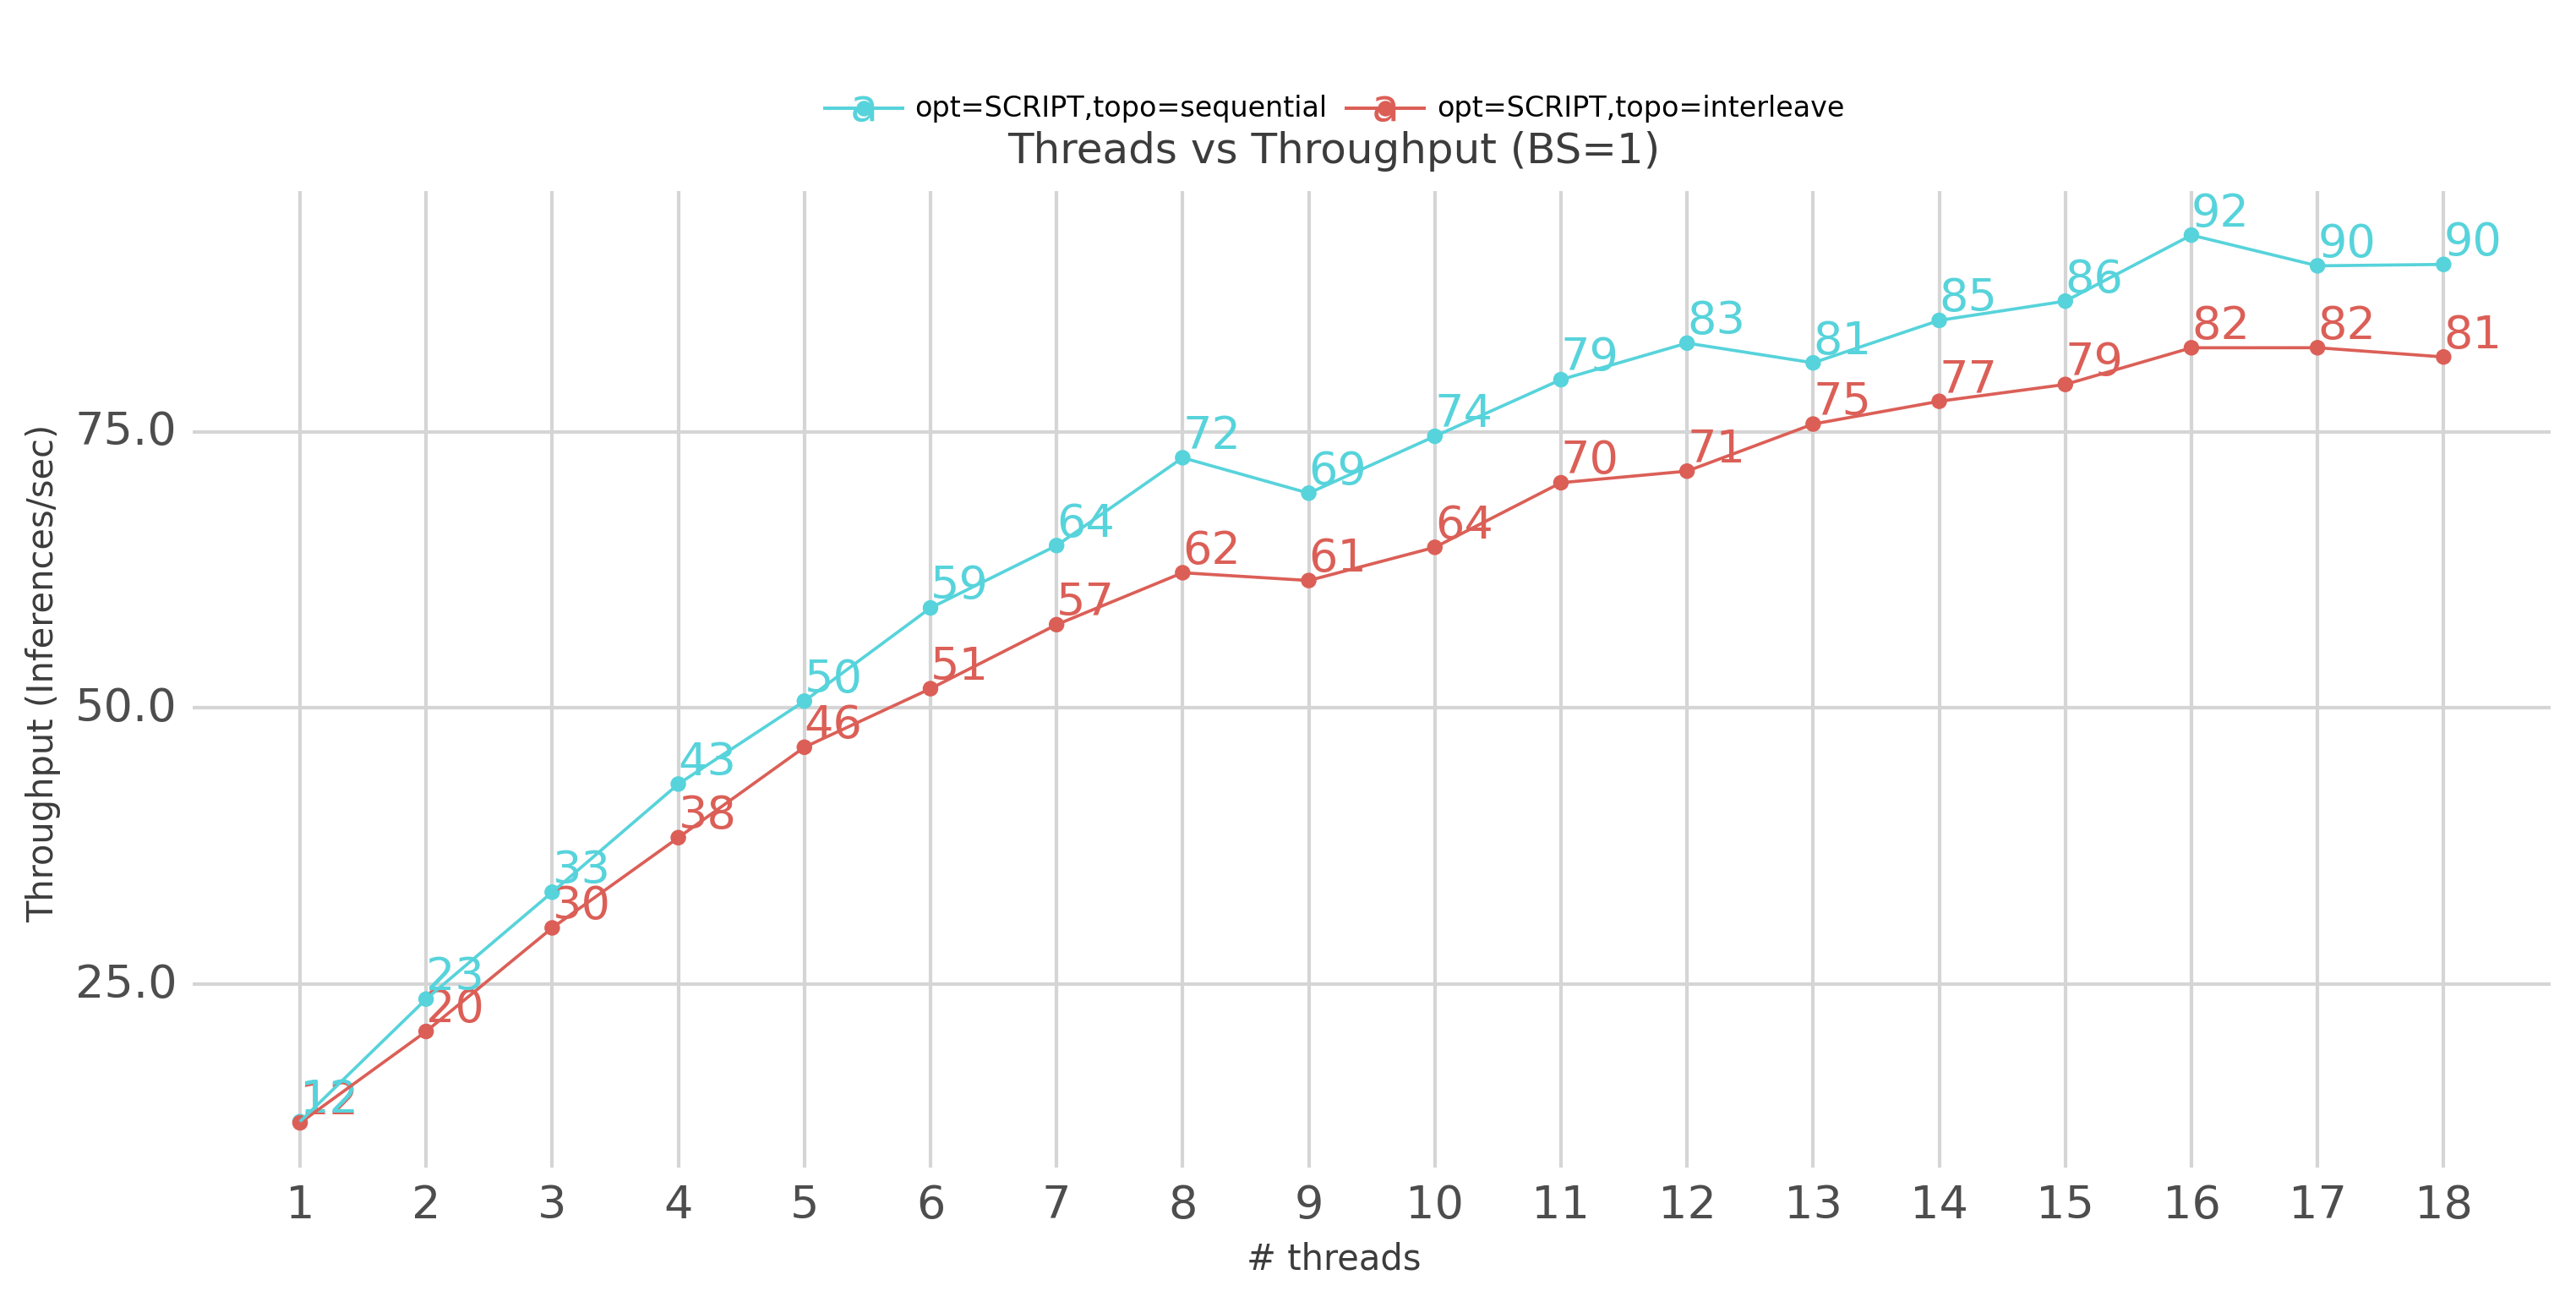 a opt=SCRIPT,topo=sequential a opt=SCRIPT,topo=interleave
Threads vs Throughput (BS=1)
Throughput (Inferences/sec)
75.0
50.0
25.0
12 23 33 43 50 59 64 72 69 74 79 83 81 85 86 92 90 90
12 20 30 38 46 51 57 62 61 64 70 71 75 77 79 82 82 81
1 2 3 4 5 6 7 8 9 10 11 12 13 14 15 16 17 18
# threads